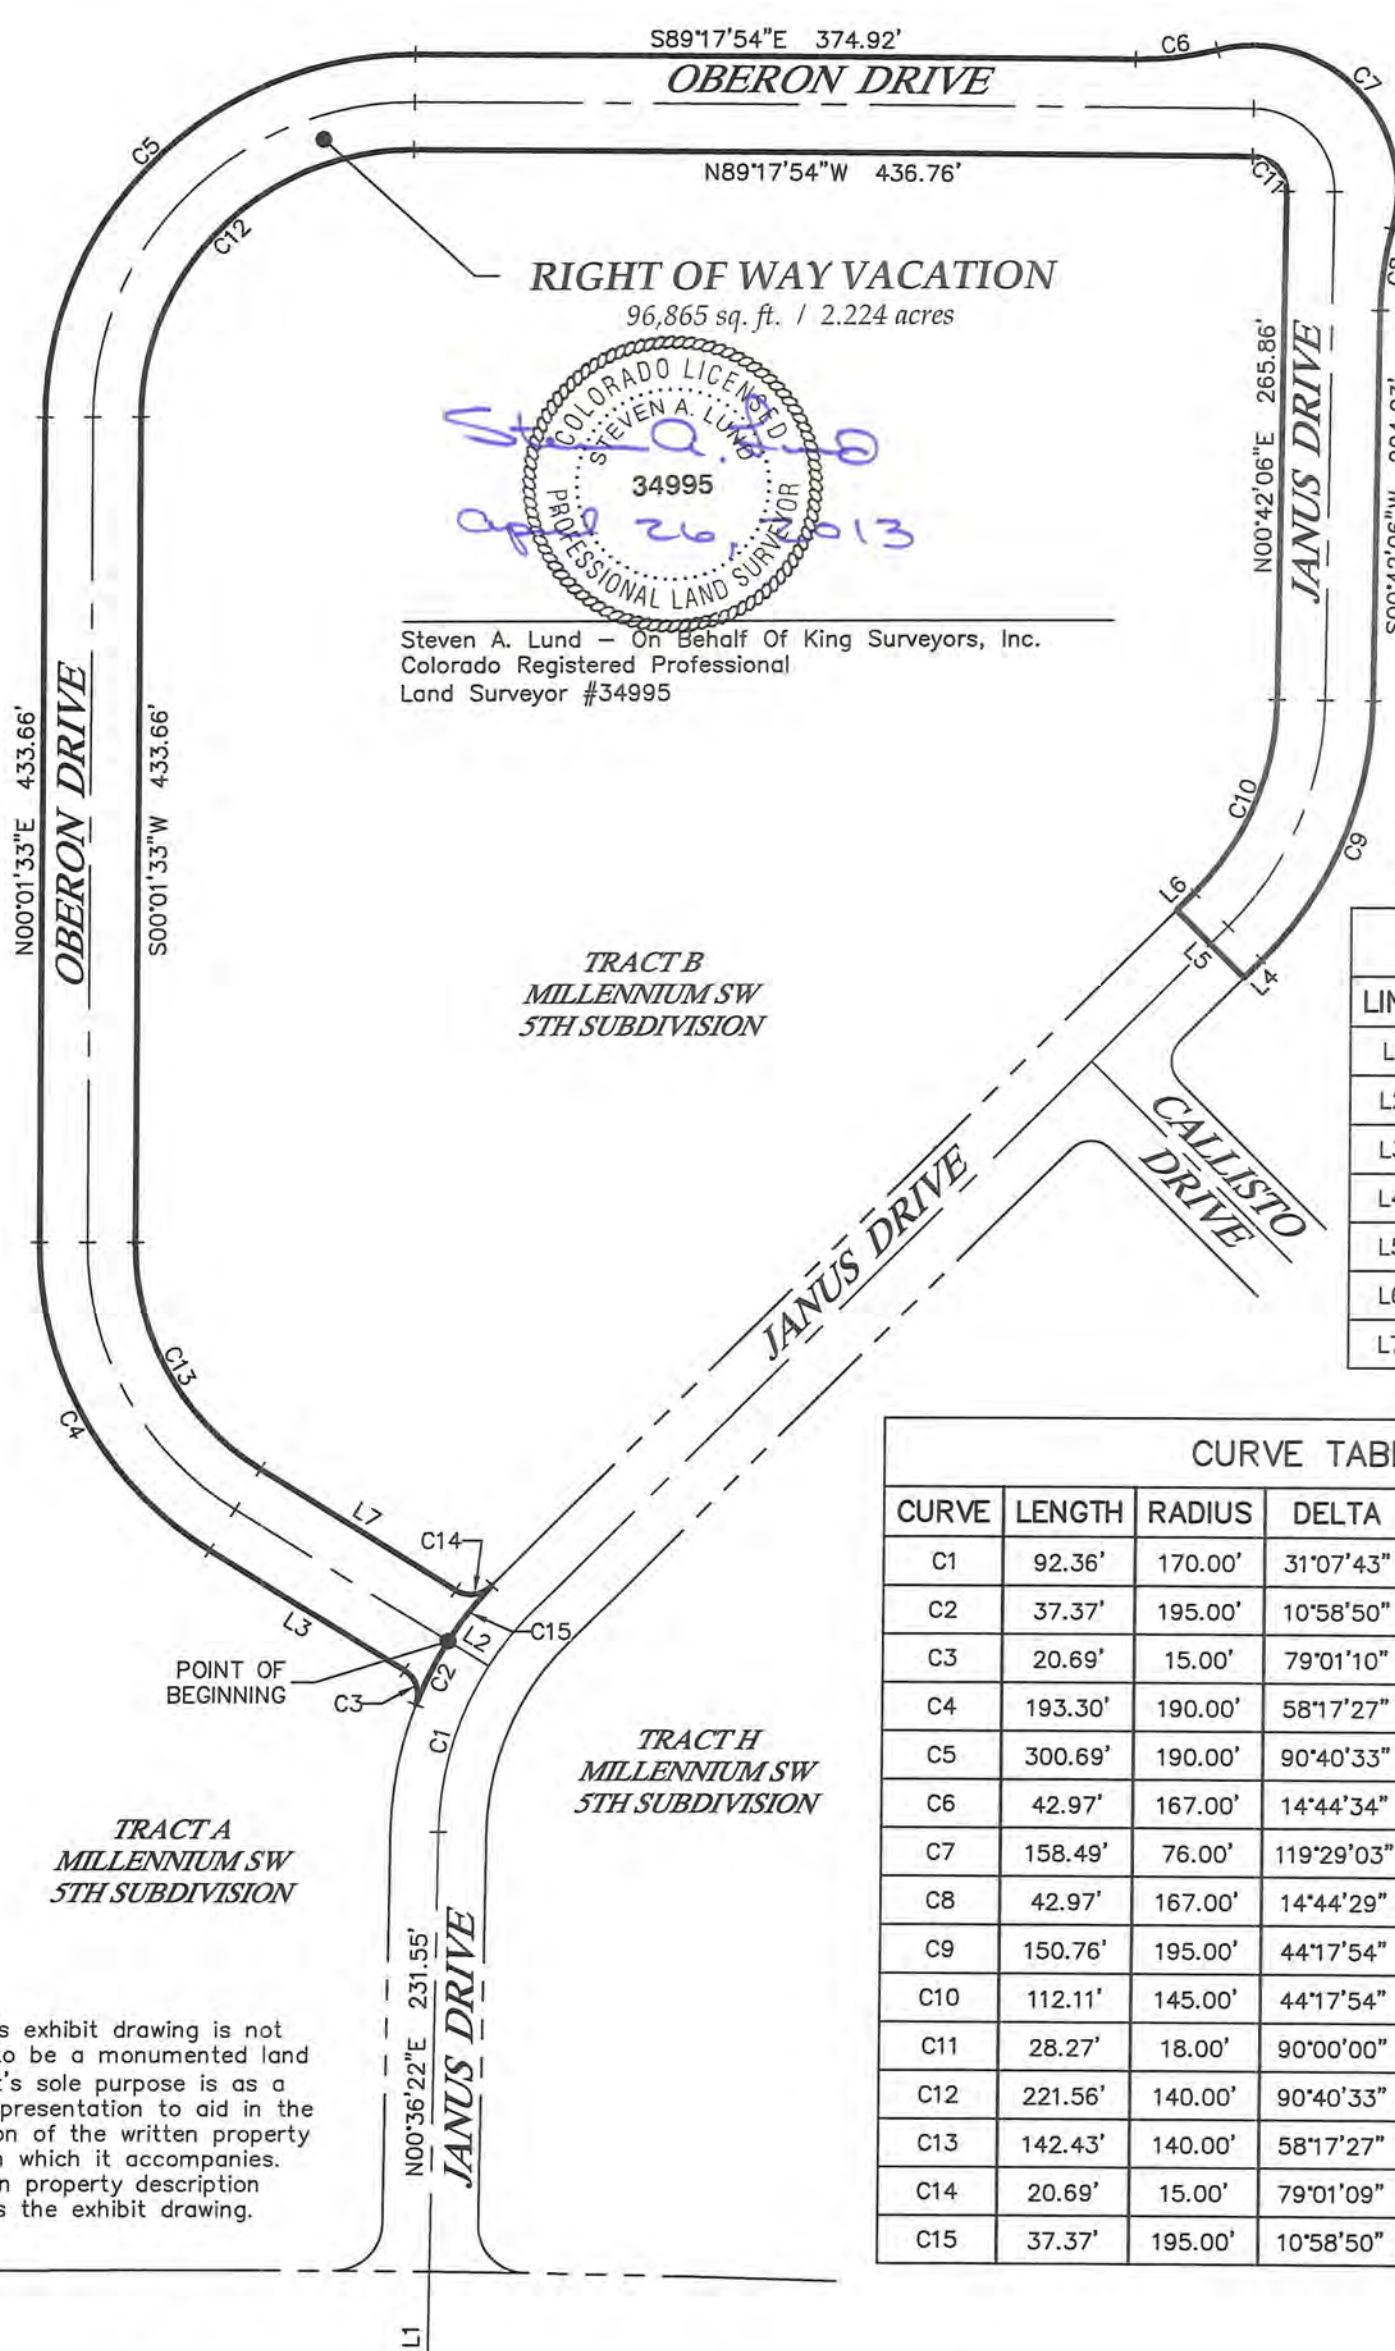 S89°17'54"E 374.92'
C6
OBERON DRIVE
C7
C5
N89°17'54"W 436.76'
C11
C12
RIGHT OF WAY VACATION
96,865 sq. ft. / 2.224 acres
COLORADO LICENSED
STEVEN A. LUND
34995
PROFESSIONAL LAND SURVEYOR
Steven A. Lund
April 26, 2013
Steven A. Lund – On Behalf Of King Surveyors, Inc.
Colorado Registered Professional
Land Surveyor #34995
N00°42'06"E 265.86'
JANUS DRIVE
N00°01'33"E 433.66'
OBERON DRIVE
S00°01'33"W 433.66'
C10
C9
L6
L5
L4
TRACT B
MILLENNIUM SW
5TH SUBDIVISION
CALLISTO
DRIVE
JANUS DRIVE
C13
C4
L7
C14
L3
L2
C15
POINT OF
BEGINNING
C2
C3
C1
TRACT H
MILLENNIUM SW
5TH SUBDIVISION
TRACT A
MILLENNIUM SW
5TH SUBDIVISION
N00°36'22"E 231.55'
JANUS DRIVE
s exhibit drawing is not
to be a monumented land
t's sole purpose is as a
presentation to aid in the
on of the written property
n which it accompanies.
n property description
s the exhibit drawing.
L1
CURVE TAB
CURVE LENGTH RADIUS DELTA
C1 92.36' 170.00' 31°07'43"
C2 37.37' 195.00' 10°58'50"
C3 20.69' 15.00' 79°01'10"
C4 193.30' 190.00' 58°17'27"
C5 300.69' 190.00' 90°40'33"
C6 42.97' 167.00' 14°44'34"
C7 158.49' 76.00' 119°29'03"
C8 42.97' 167.00' 14°44'29"
C9 150.76' 195.00' 44°17'54"
C10 112.11' 145.00' 44°17'54"
C11 28.27' 18.00' 90°00'00"
C12 221.56' 140.00' 90°40'33"
C13 142.43' 140.00' 58°17'27"
C14 20.69' 15.00' 79°01'09"
C15 37.37' 195.00' 10°58'50"